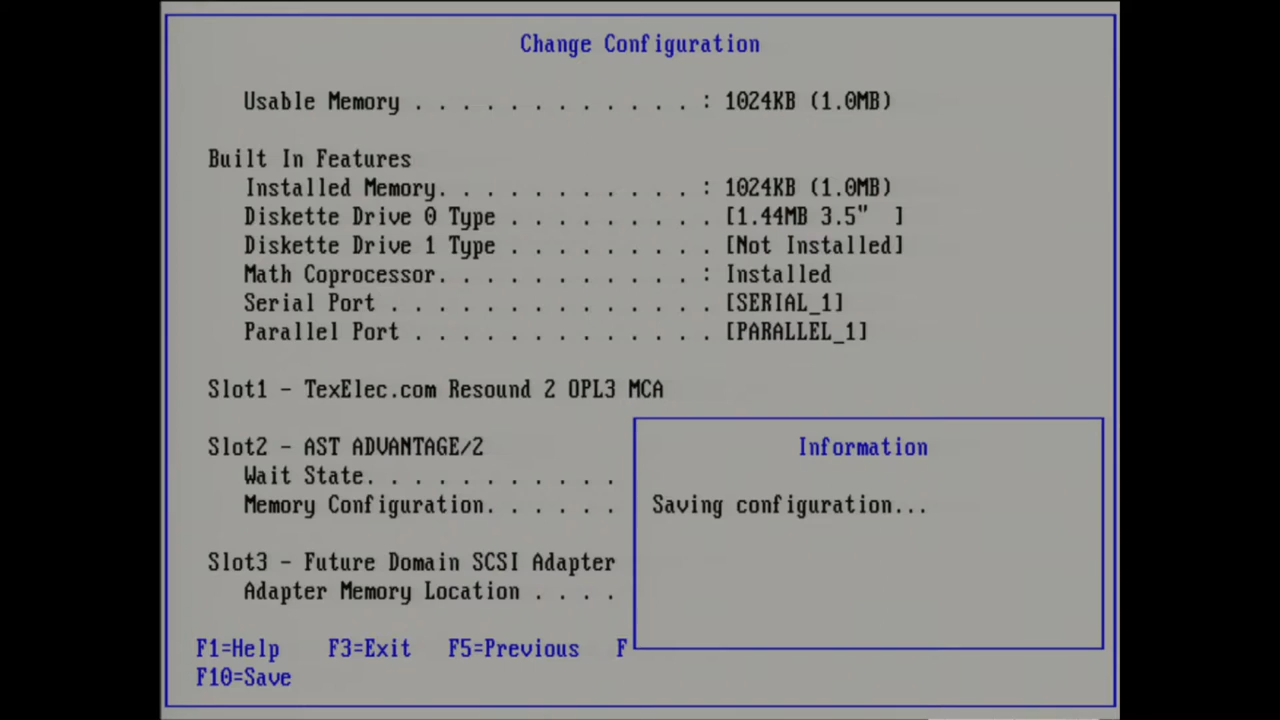 Change Configuration
Usable Memory . . . . . . . . . . . . : 1024KB (1.0MB)
Built In Features
Installed Memory. . . . . . . . . . . : 1024KB (1.0MB)
Diskette Drive 0 Type . . . . . . . . . [1.44MB 3.5"  ]
Diskette Drive 1 Type . . . . . . . . . [Not Installed]
Math Coprocessor. . . . . . . . . . . : Installed
Serial Port . . . . . . . . . . . . . . [SERIAL_1]
Parallel Port . . . . . . . . . . . . . [PARALLEL_1]
Slot1 - TexElec.com Resound 2 OPL3 MCA
Slot2 - AST ADVANTAGE/2
Wait State. . . . . . . . . . .
Memory Configuration. . . . . .
Slot3 - Future Domain SCSI Adapter
Adapter Memory Location . . . .
Information
Saving configuration...
F1=Help    F3=Exit   F5=Previous   F
F10=Save